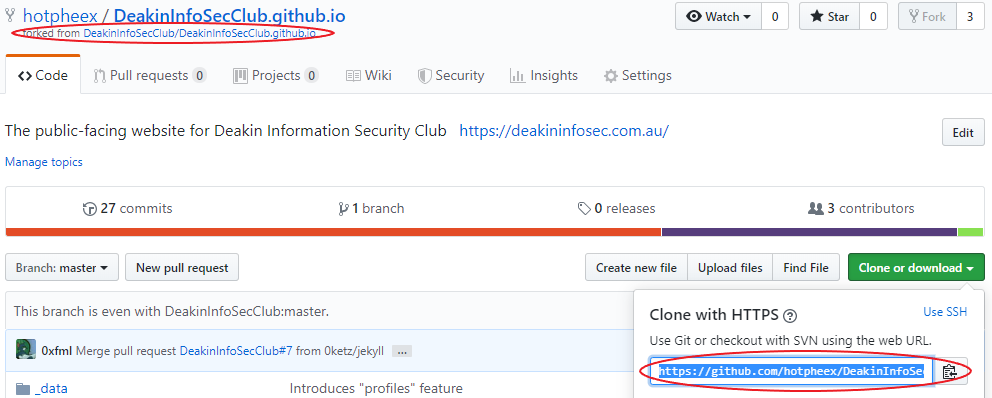 hotpheex / DeakinInfoSecClub.github.io
Watch 0 Star 0 Fork 3
forked from DeakinInfoSecClub/DeakinInfoSecClub.github.io
Code Pull requests 0 Projects 0 Wiki Security Insights Settings
The public-facing website for Deakin Information Security Club https://deakininfosec.com.au/
Edit
Manage topics
27 commits 1 branch 0 releases 3 contributors
Branch: master New pull request Create new file Upload files Find File Clone or download
This branch is even with DeakinInfoSecClub:master.
Clone with HTTPS ? Use SSH
Use Git or checkout with SVN using the web URL.
0xfml Merge pull request DeakinInfoSecClub#7 from 0ketz/jekyll ...
https://github.com/hotpheex/DeakinInfoSec
_data Introduces "profiles" feature